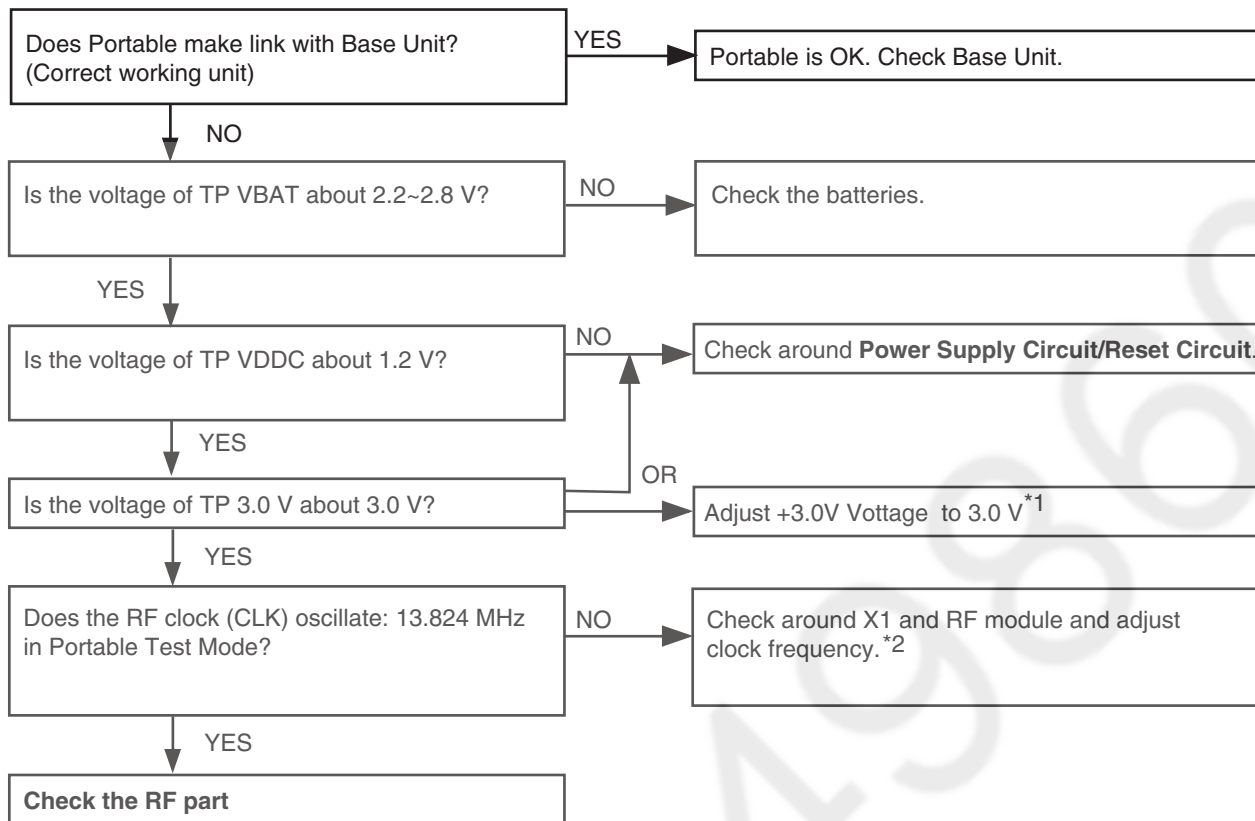 Does Portable make link with Base Unit?
(Correct working unit)
YES
Portable is OK. Check Base Unit.
NO
Is the voltage of TP VBAT about 2.2~2.8 V?
NO
Check the batteries.
YES
Is the voltage of TP VDDC about 1.2 V?
NO
Check around Power Supply Circuit/Reset Circuit.
YES
Is the voltage of TP 3.0 V about 3.0 V?
OR
Adjust +3.0V Vottage to 3.0 V*1
YES
Does the RF clock (CLK) oscillate: 13.824 MHz
in Portable Test Mode?
NO
Check around X1 and RF module and adjust
clock frequency.*2
YES
Check the RF part